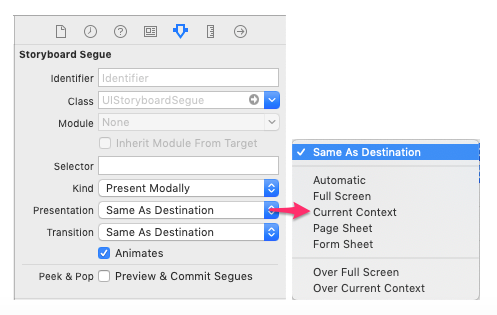 Storyboard Segue
Identifier Identifier
Class UIStoryboardSegue
Module None
Inherit Module From Target
Selector
Kind Present Modally
Presentation Same As Destination
Transition Same As Destination
Animates
Peek & Pop Preview & Commit Segues
Same As Destination
Automatic
Full Screen
Current Context
Page Sheet
Form Sheet
Over Full Screen
Over Current Context